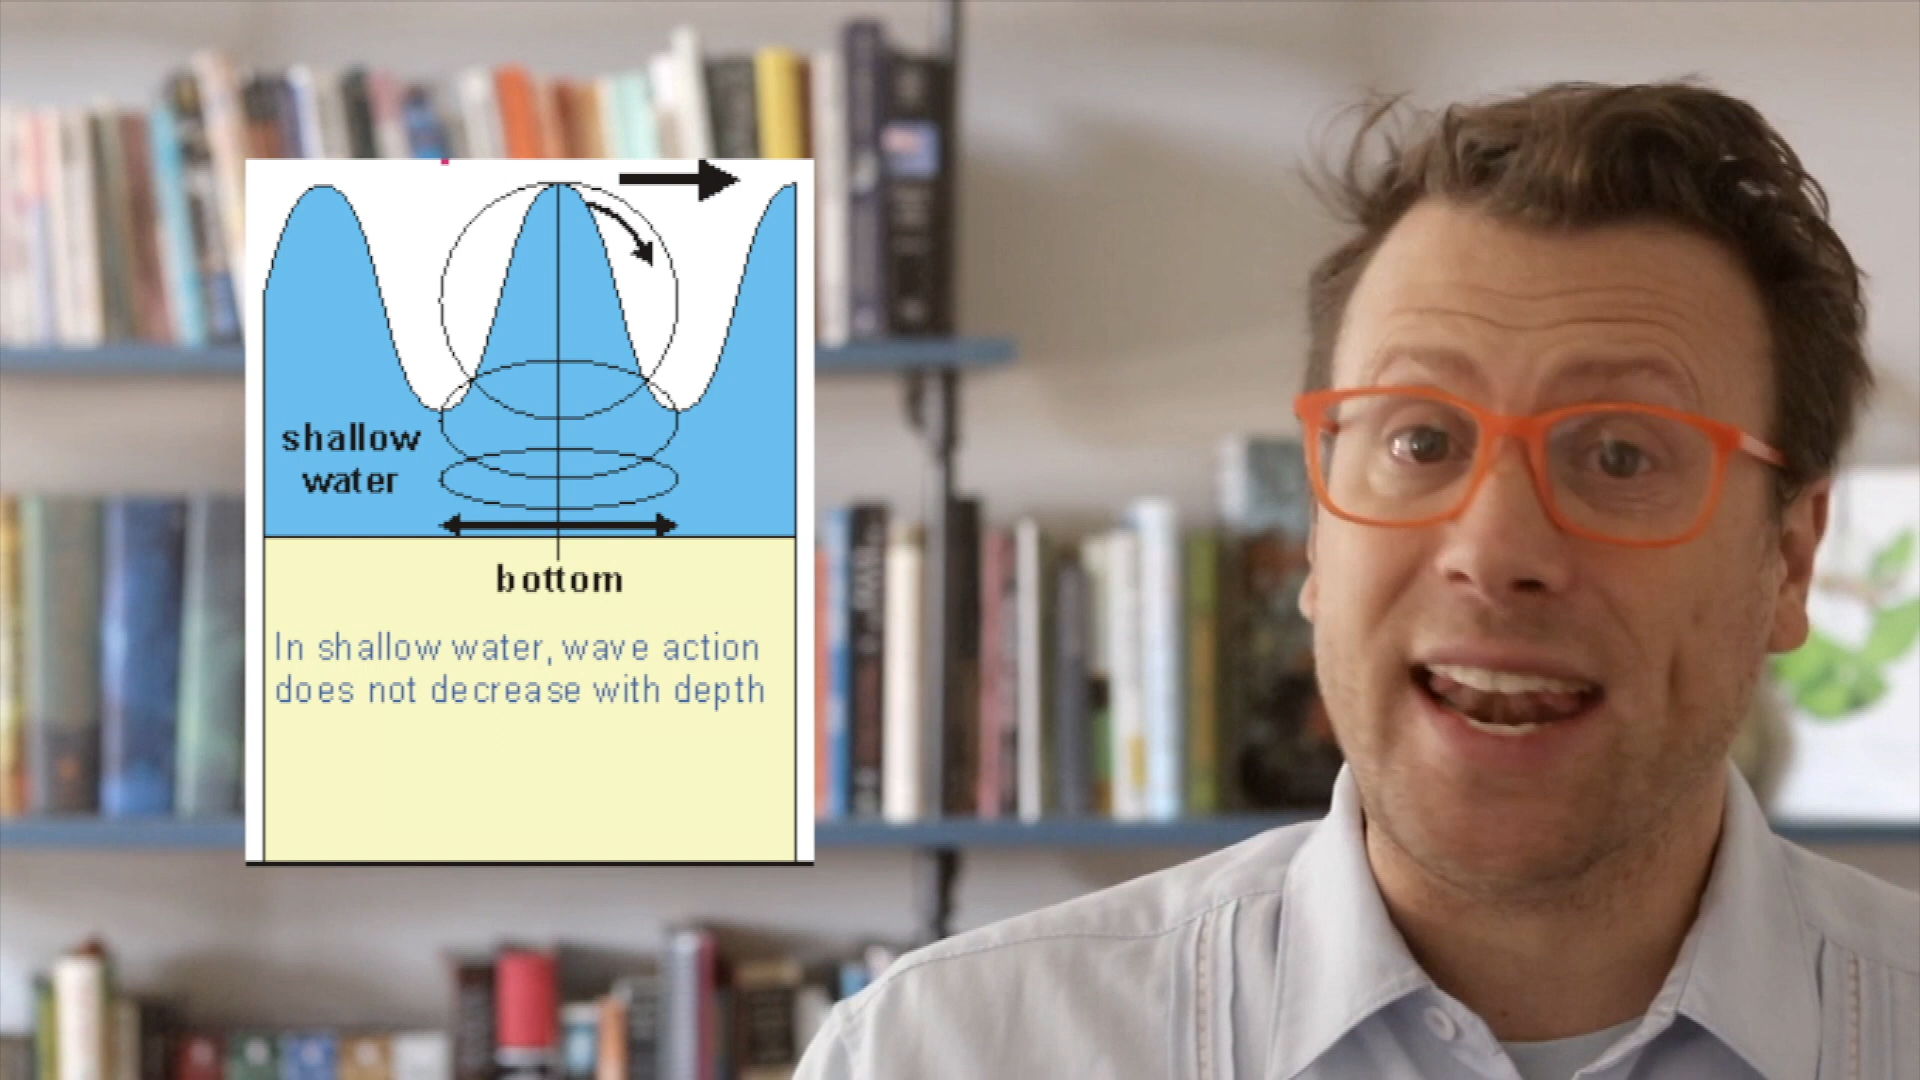 shallow
water
bottom
In shallow water, wave action
does not decrease with depth